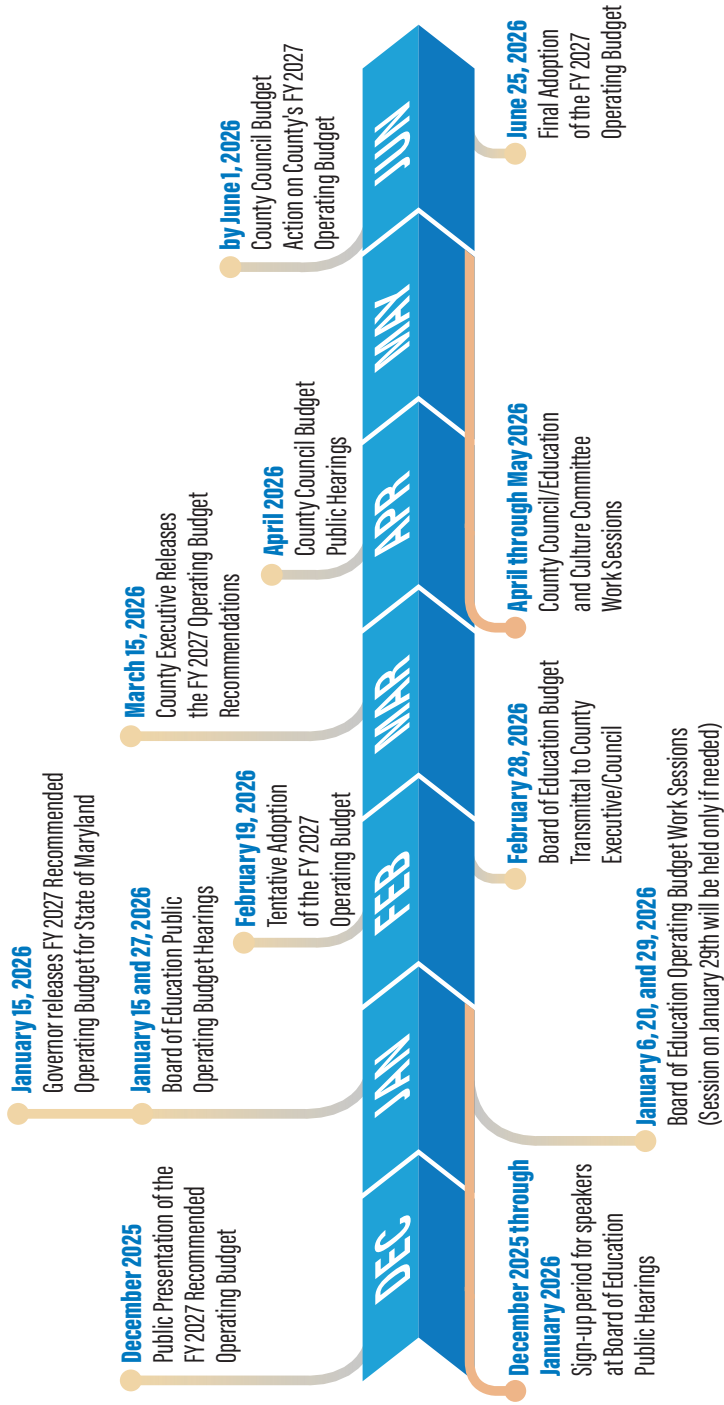 December 2025
Public Presentation of the
FY 2027 Recommended
Operating Budget
January 15, 2026
Governor releases FY 2027 Recommended
Operating Budget for State of Maryland
January 15 and 27, 2026
Board of Education Public
Operating Budget Hearings
February 19, 2026
Tentative Adoption
of the FY 2027
Operating Budget
March 15, 2026
County Executive Releases
the FY 2027 Operating Budget
Recommendations
April 2026
County Council Budget
Public Hearings
by June 1, 2026
County Council Budget
Action on County's FY 2027
Operating Budget
DEC
JAN
FEB
MAR
APR
MAY
JUN
December 2025 through
January 2026
Sign-up period for speakers
at Board of Education
Public Hearings
January 6, 20, and 29, 2026
Board of Education Operating Budget Work Sessions
(Session on January 29th will be held only if needed)
February 28, 2026
Board of Education Budget
Transmittal to County
Executive/Council
April through May 2026
County Council/Education
and Culture Committee
Work Sessions
June 25, 2026
Final Adoption
of the FY 2027
Operating Budget